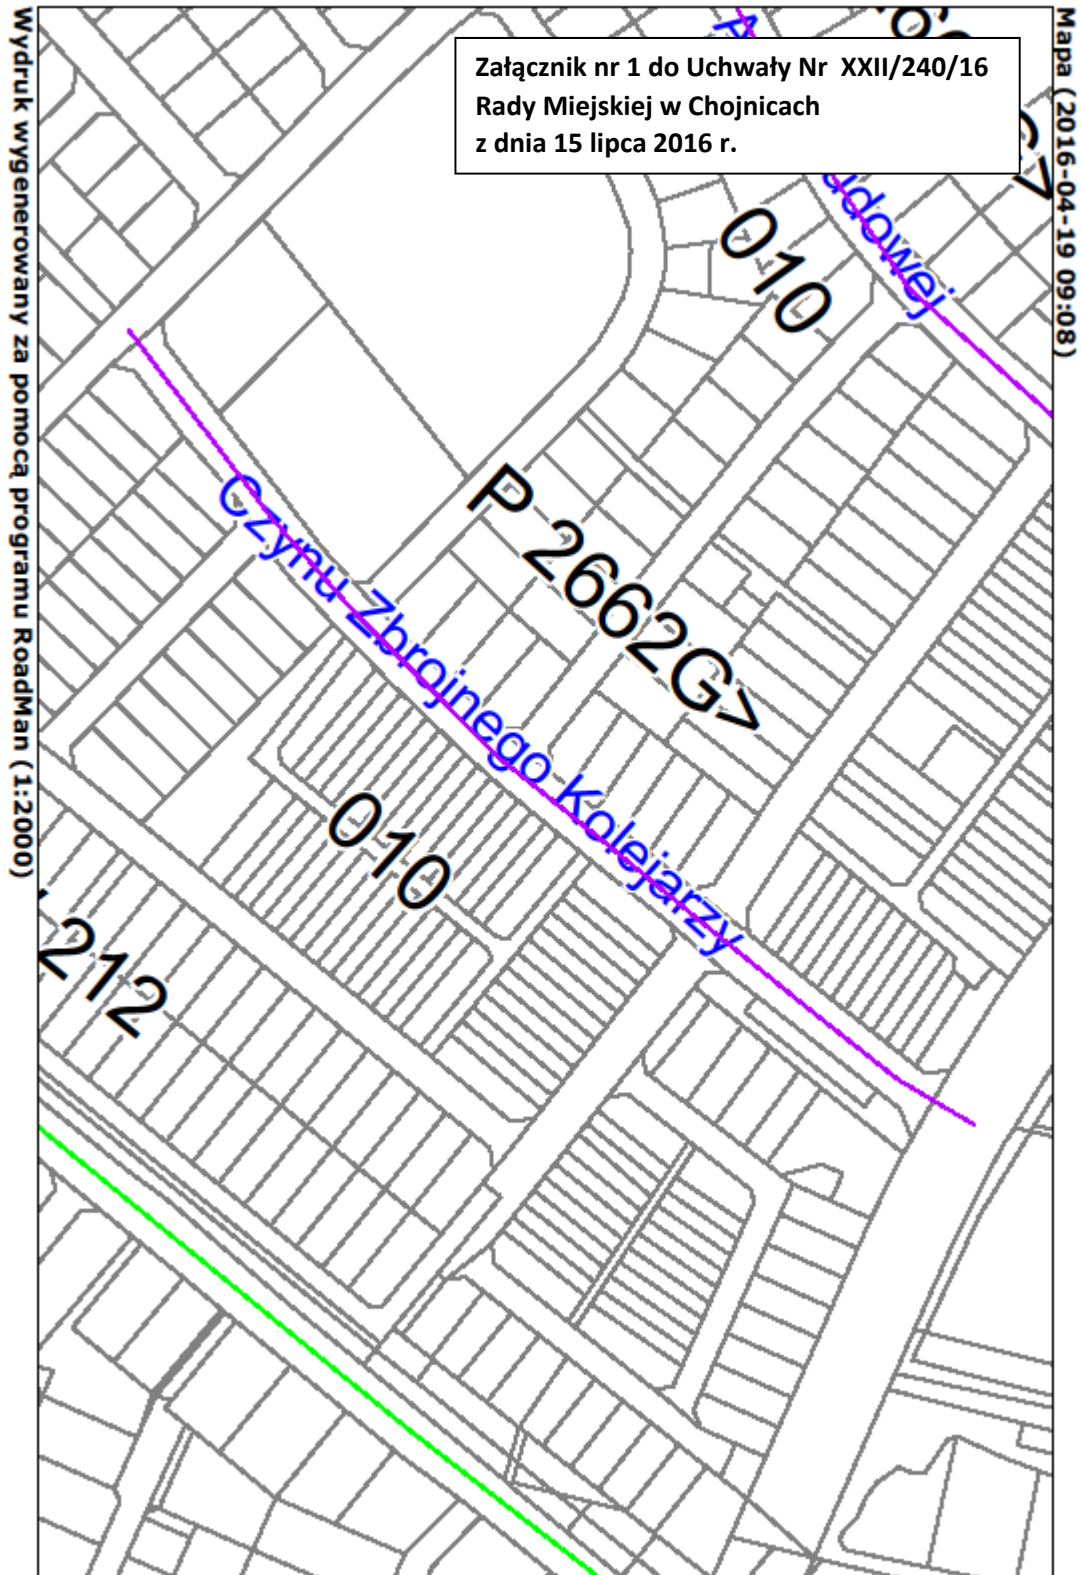 Załącznik nr 1 do Uchwały Nr XXII/240/16
Rady Miejskiej w Chojnicach
z dnia 15 lipca 2016 r.
Mapa (2016-04-19 09:08)
010
P 2662G>
Czynu Zbrojnego Kolejarzy
010
212
Wydruk wygenerowany za pomocą programu RoadMan (1:2000)